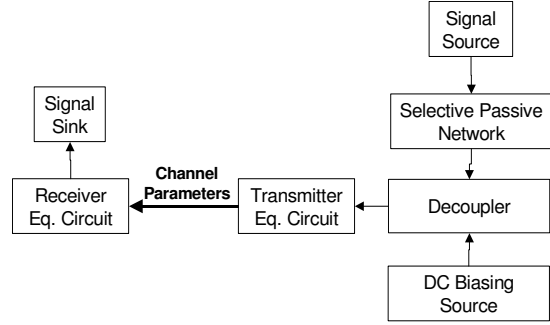 Signal
Source
Selective Passive
Network
Signal
Sink
Channel
Parameters
Receiver
Eq. Circuit
Transmitter
Eq. Circuit
Decoupler
DC Biasing
Source